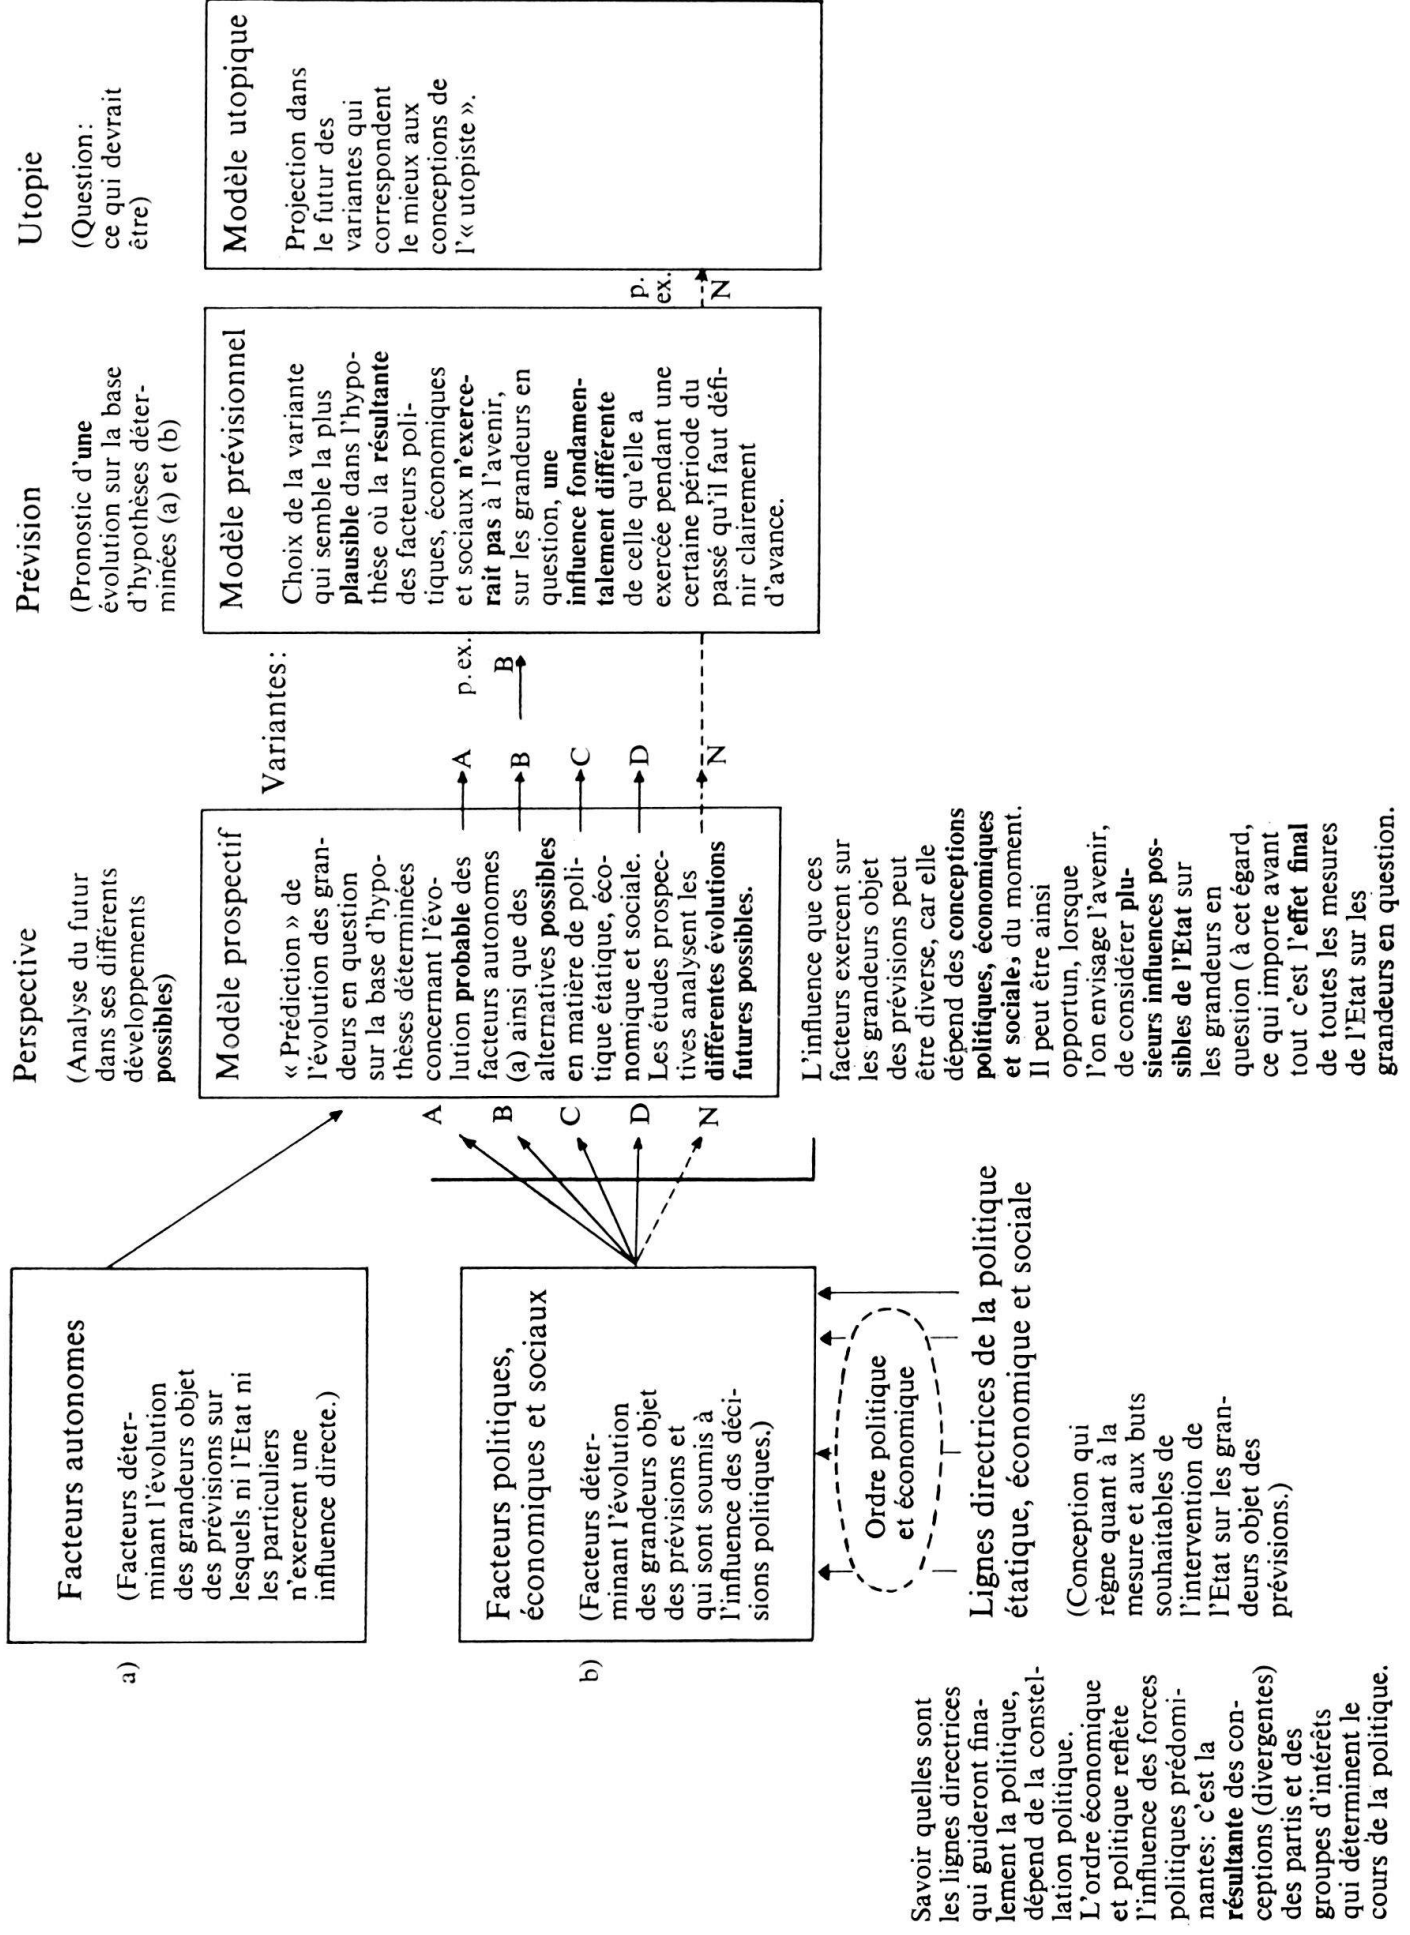 Perspective
(Analyse du futur
dans ses différents
développements
possibles)
Prévision
(Pronostic d'une
évolution sur la base
d'hypothèses déter-
minées (a) et (b)
Utopie
(Question:
ce qui devrait
être)
a)
Facteurs autonomes
(Facteurs déter-
minant l'évolution
des grandeurs objet
des prévisions sur
lesquels ni l'Etat ni
les particuliers
n'exercent une
influence directe.)
b)
Facteurs politiques,
économiques et sociaux
(Facteurs déter-
minant l'évolution
des grandeurs objet
des prévisions et
qui sont soumis à
l'influence des déci-
sions politiques.)
A
B
C
D
N
Modèle prospectif
« Prédiction » de
l'évolution des gran-
deurs en question
sur la base d'hypo-
thèses déterminées
concernant l'évo-
lution probable des
facteurs autonomes
(a) ainsi que des
alternatives possibles
en matière de poli-
tique étatique, éco-
nomique et sociale.
Les études prospec-
tives analysent les
différentes évolutions
futures possibles.
Variantes:
A
B
C
D
N
p. ex.
B
Modèle prévisionnel
Choix de la variante
qui semble la plus
plausible dans l'hypo-
thèse où la résultante
des facteurs poli-
tiques, économiques
et sociaux n'exerce-
rait pas à l'avenir,
sur les grandeurs en
question, une
influence fondamen-
talement différente
de celle qu'elle a
exercée pendant une
certaine période du
passé qu'il faut défi-
nir clairement
d'avance.
p.
ex.
N
Modèle utopique
Projection dans
le futur des
variantes qui
correspondent
le mieux aux
conceptions de
l'« utopiste ».
Ordre politique
et économique
Lignes directrices de la politique
étatique, économique et sociale
(Conception qui
règne quant à la
mesure et aux buts
souhaitables de
l'intervention de
l'Etat sur les gran-
deurs objet des
prévisions.)
Savoir quelles sont
les lignes directrices
qui guideront fina-
lement la politique,
dépend de la constel-
lation politique.
L'ordre économique
et politique reflète
l'influence des forces
politiques prédomi-
nantes: c'est la
résultante des con-
ceptions (divergentes)
des partis et des
groupes d'intérêts
qui déterminent le
cours de la politique.
L'influence que ces
facteurs exercent sur
les grandeurs objet
des prévisions peut
être diverse, car elle
dépend des conceptions
politiques, économiques
et sociale, du moment.
Il peut être ainsi
opportun, lorsque
l'on envisage l'avenir,
de considérer plu-
sieurs influences pos-
sibles de l'Etat sur
les grandeurs en
question ( à cet égard,
ce qui importe avant
tout c'est l'effet final
de toutes les mesures
de l'Etat sur les
grandeurs en question.